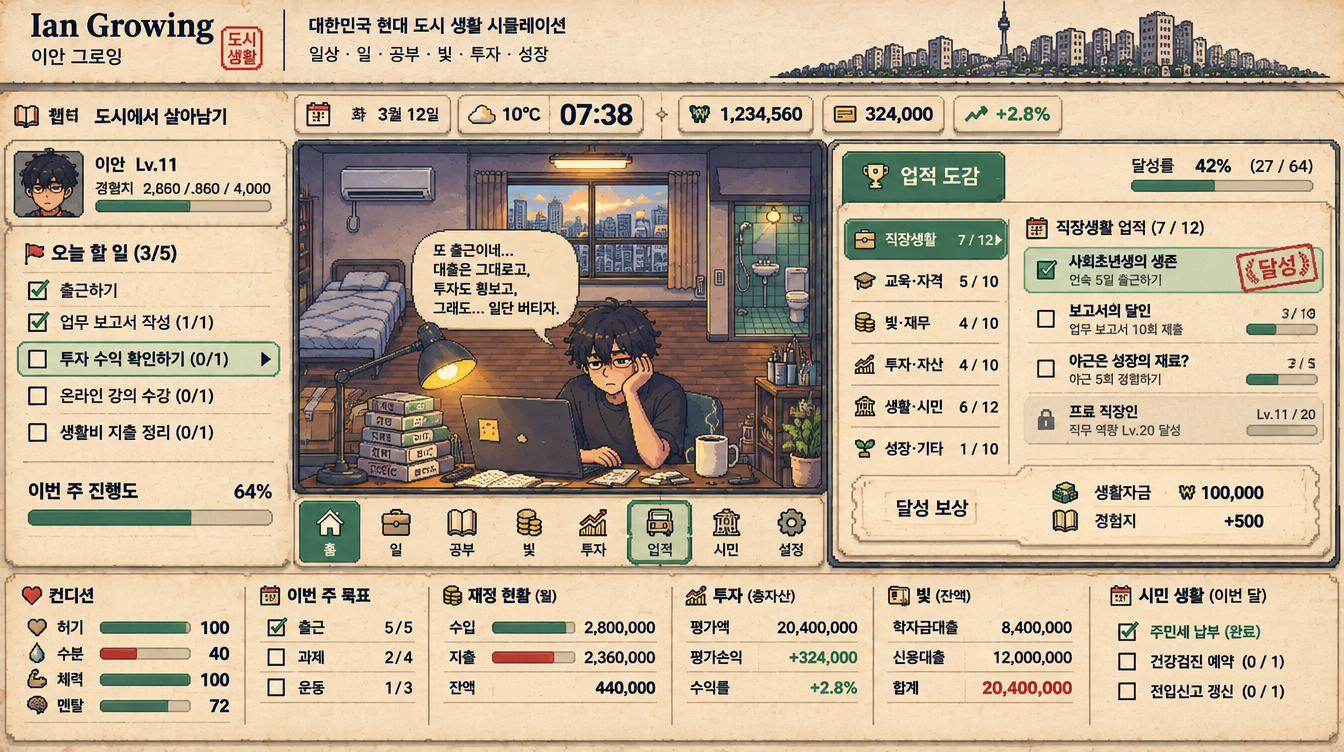 Ian Growing
이안 그로잉
도시
생활
대한민국 현대 도시 생활 시뮬레이션
일상 · 일 · 공부 · 빚 · 투자 · 성장
도시에서 살아남기
화 3월 12일
10°C
07:38
1,234,560
324,000
+2.8%
이안 Lv.11
경험치 2,860 /.860 / 4,000
오늘 할 일 (3/5)
출근하기
업무 보고서 작성 (1/1)
투자 수익 확인하기 (0/1)
온라인 강의 수강 (0/1)
생활비 지출 정리 (0/1)
이번 주 진행도 64%
또 출근이네...
대출은 그대로고,
투자도 횡보고,
그래도... 일단 버티자.
홈
일
공부
빚
투자
업적
시민
설정
업적 도감
달성률 42% (27 / 64)
직장생활 7 / 12
교육·자격 5 / 10
빚·재무 4 / 10
투자·자산 4 / 10
생활·시민 6 / 12
성장·기타 1 / 10
직장생활 업적 (7 / 12)
사회초년생의 생존
언속 5일 출근하기
달성
보고서의 달인
업무 보고서 10회 제출
야근은 성장의 재료?
야근 5회 경험하기
프로 직장인 Lv.11 / 20
직무 Lv.20 달성
달성 보상
생활자금 ₩ 100,000
경험지 +500
컨디션
허기 100
수분 40
체력 100
멘탈 72
이번 주 룩표
출근 5/5
과제 2/4
운동 1/3
재정 현황 (월)
수입 2,800,000
지출 2,360,000
잔액 440,000
투자 (총자산)
평가액 20,400,000
평가손익 +324,000
수익률 +2.8%
빚 (잔액)
학자금대출 8,400,000
신용대출 12,000,000
합계 20,400,000
시민 생활 (이번 달)
주민세 납부 (완료)
건강검진 예약 (0 / 1)
전입신고 갱신 (0 / 1)